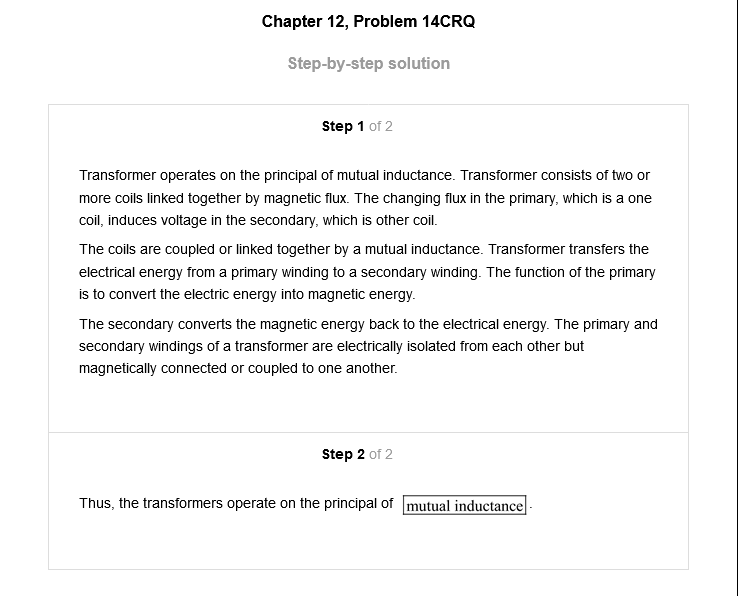 Chapter 12, Problem 14CRQ
Step-by-step solution
Step 1 of 2
Transformer operates on the principal of mutual inductance. Transformer consists of two or
more coils linked together by magnetic flux. The changing flux in the primary, which is a one
coil, induces voltage in the secondary, which is other coil.
The coils are coupled or linked together by a mutual inductance. Transformer transfers the
electrical energy from a primary winding to a secondary winding. The function of the primary
is to convert the electric energy into magnetic energy.
The secondary converts the magnetic energy back to the electrical energy. The primary and
secondary windings of a transformer are electrically isolated from each other but
magnetically connected or coupled to one another.
Step 2 of 2
Thus, the transformers operate on the principal of mutual inductance.